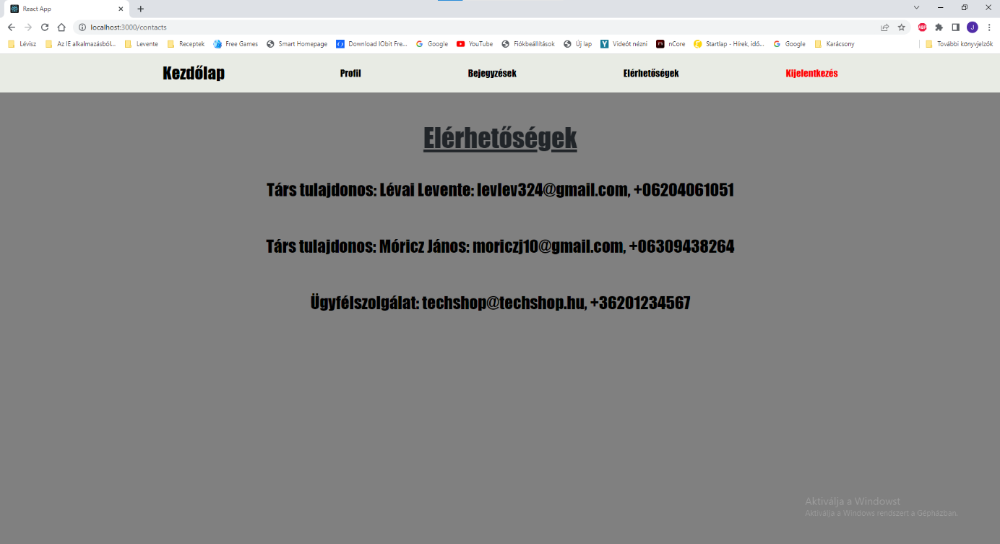 React App
localhost:3000/contacts
Lévisz Az IE alkalmazásból... Levente Receptek Free Games Smart Homepage Download IObit Fre... Google YouTube Fiókbeállítások Új lap Videót nézni nCore Startlap - Hírek, idő... Google Karácsony További könyvjelzők
Kezdőlap Profil Bejegyzések Elérhetőségek Kijelentkezés
Elérhetőségek
Társ tulajdonos: Lévai Levente: levlev324@gmail.com, +06204061051
Társ tulajdonos: Móricz János: moriczj10@gmail.com, +06309438264
Ügyfélszolgálat: techshop@techshop.hu, +36201234567
Aktiválja a Windowst
Aktiválja a Windows rendszert a Gépházban.